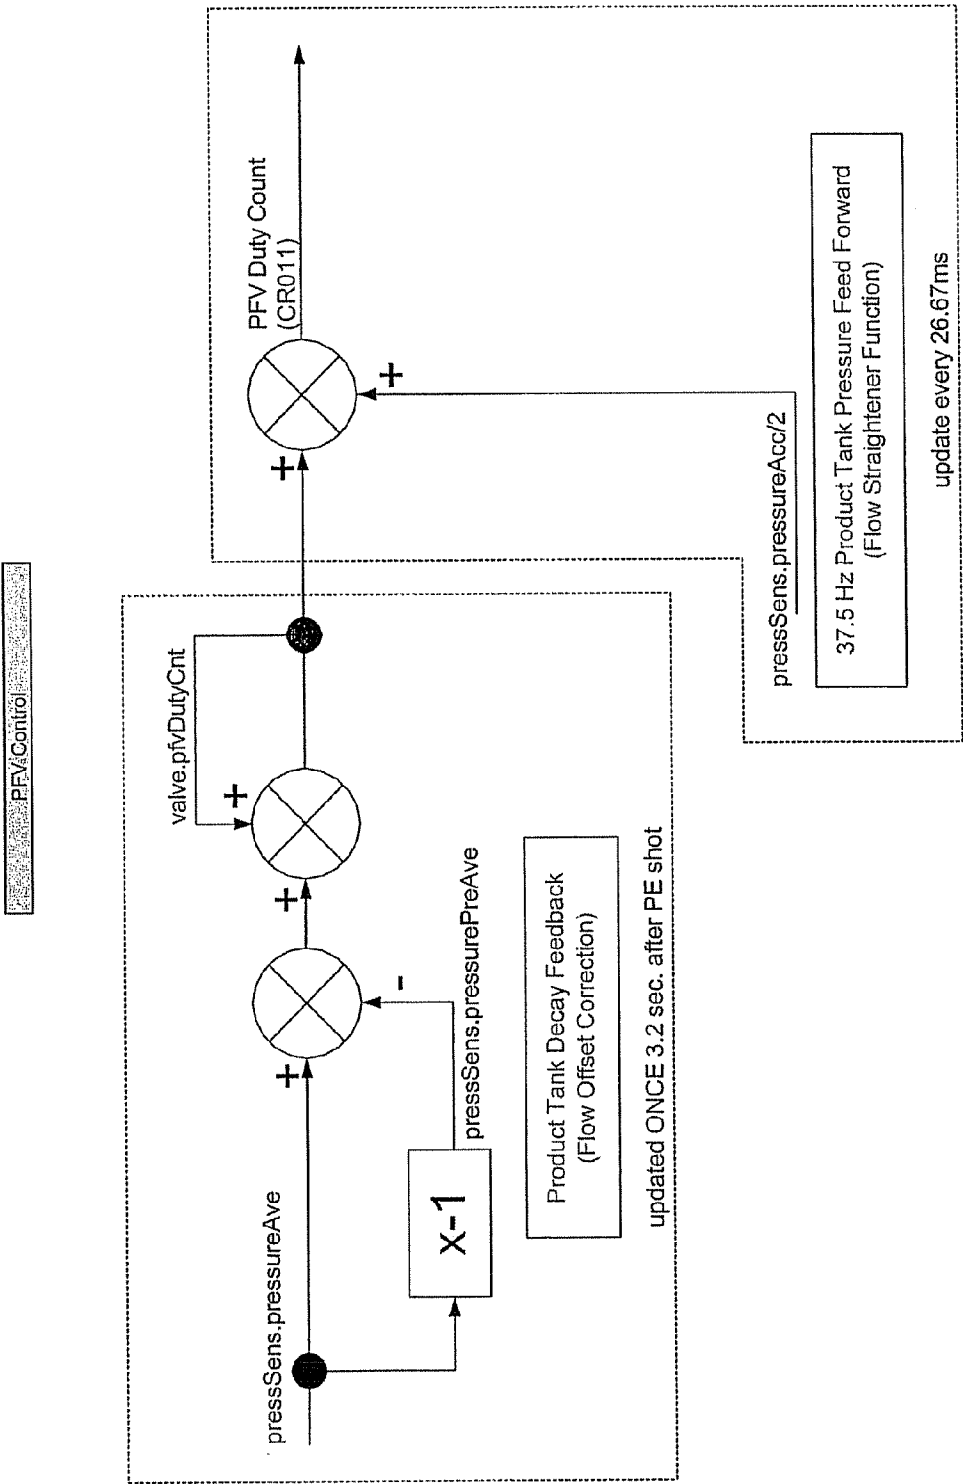 PFV Control
pressSens.pressureAve
X-1
+
-
pressSens.pressurePreAve
+
+
valve.pfvDutyCnt
Product Tank Decay Feedback
(Flow Offset Correction)
updated ONCE 3.2 sec. after PE shot
+
+
PFV Duty Count
(CR011)
pressSens.pressureAcc/2
37.5 Hz Product Tank Pressure Feed Forward
(Flow Straightener Function)
update every 26.67ms